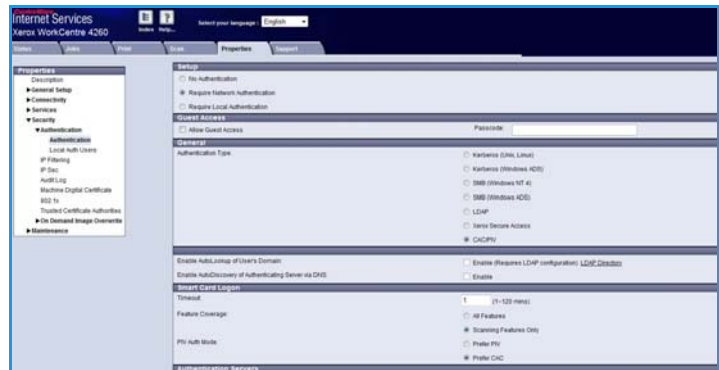 CentreWare
Internet Services
Xerox WorkCentre 4260
Index Help...
Select your language : English
Status Jobs Print Scan Properties Support
Properties
Description
General Setup
Connectivity
Services
Security
Authentication
Authentication
Local Auth Users
IP Filtering
IP Sec
Audit Log
Machine Digital Certificate
802.1x
Trusted Certificate Authorities
On Demand Image Overwrite
Maintenance
Setup
No Authentication
Require Network Authentication
Require Local Authentication
Guest Access
Allow Guest Access Passcode:
General
Authentication Type:
Kerberos (Unix, Linux)
Kerberos (Windows ADS)
SMB (Windows NT 4)
SMB (Windows ADS)
LDAP
Xerox Secure Access
CAC/PIV
Enable AutoLookup of User's Domain: Enable (Requires LDAP configuration) LDAP Directory
Enable AutoDiscovery of Authenticating Server via DNS Enable
Smart Card Logon
Timeout: 1 (1~120 mins)
Feature Coverage: All Features
Scanning Features Only
PIV Auth Mode: Prefer PIV
Prefer CAC
Authentication Servers